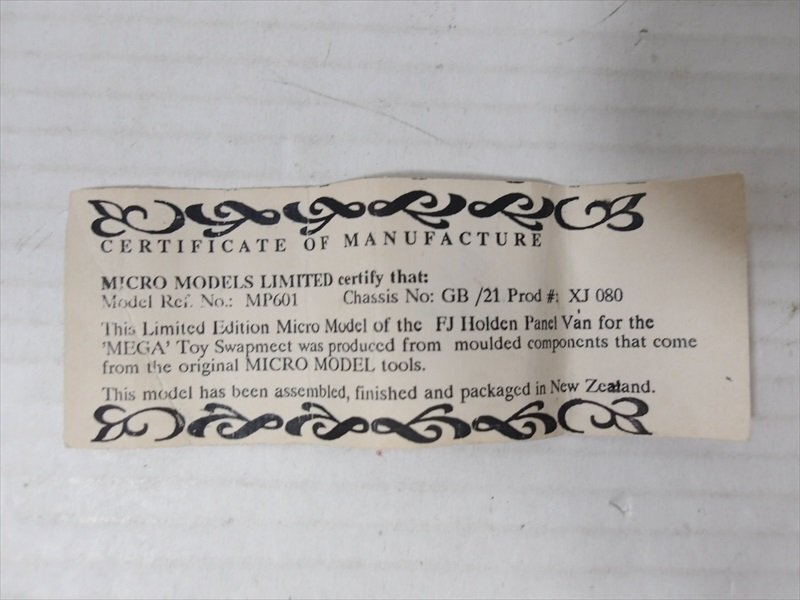 CERTIFICATE OF MANUFACTURE
MICRO MODELS LIMITED certify that:
Model Ref. No.: MP601 Chassis No: GB /21 Prod #: XJ 080
This Limited Edition Micro Model of the FJ Holden Panel Van for the
'MEGA' Toy Swapmeet was produced from moulded components that come
from the original MICRO MODEL tools.
This model has been assembled, finished and packaged in New Zealand.